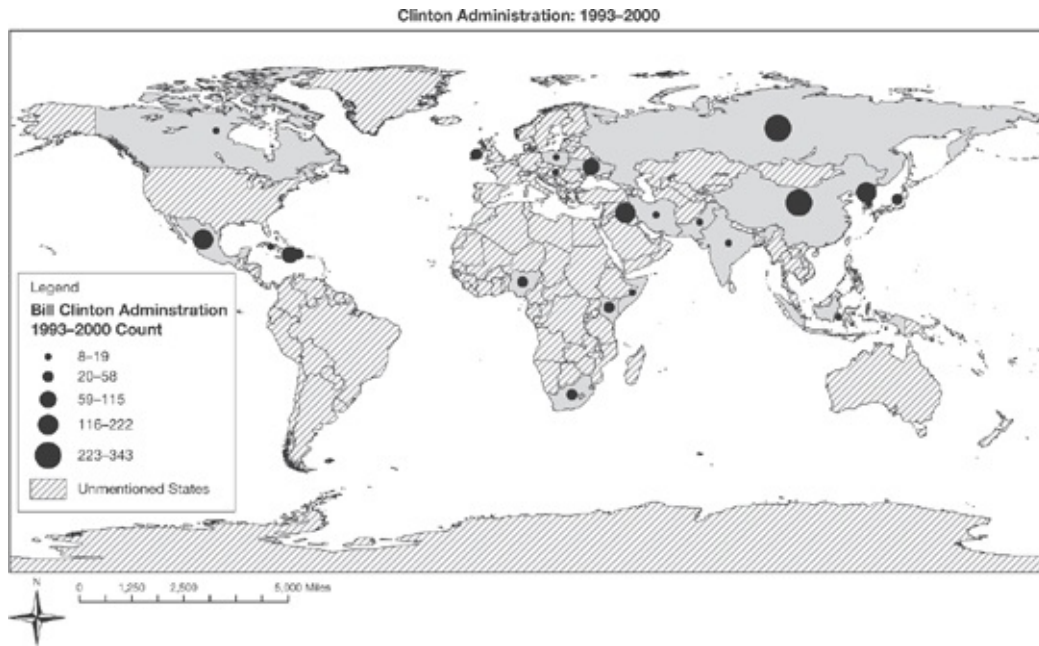 Clinton Administration: 1993–2000
Legend
Bill Clinton Adminstration
1993–2000 Count
8–19
20–58
59–115
116–222
223–343
Unmentioned States
N
0 1,250 2,500 5,000 Miles